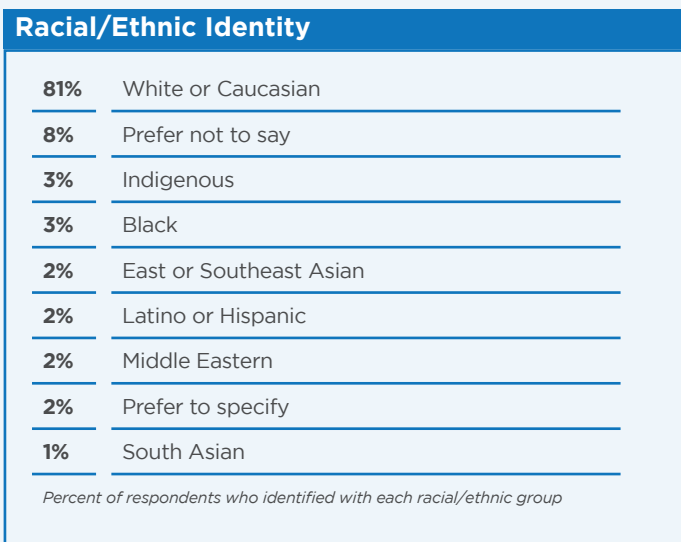 Racial/Ethnic Identity
81% White or Caucasian
8% Prefer not to say
3% Indigenous
3% Black
2% East or Southeast Asian
2% Latino or Hispanic
2% Middle Eastern
2% Prefer to specify
1% South Asian
Percent of respondents who identified with each racial/ethnic group